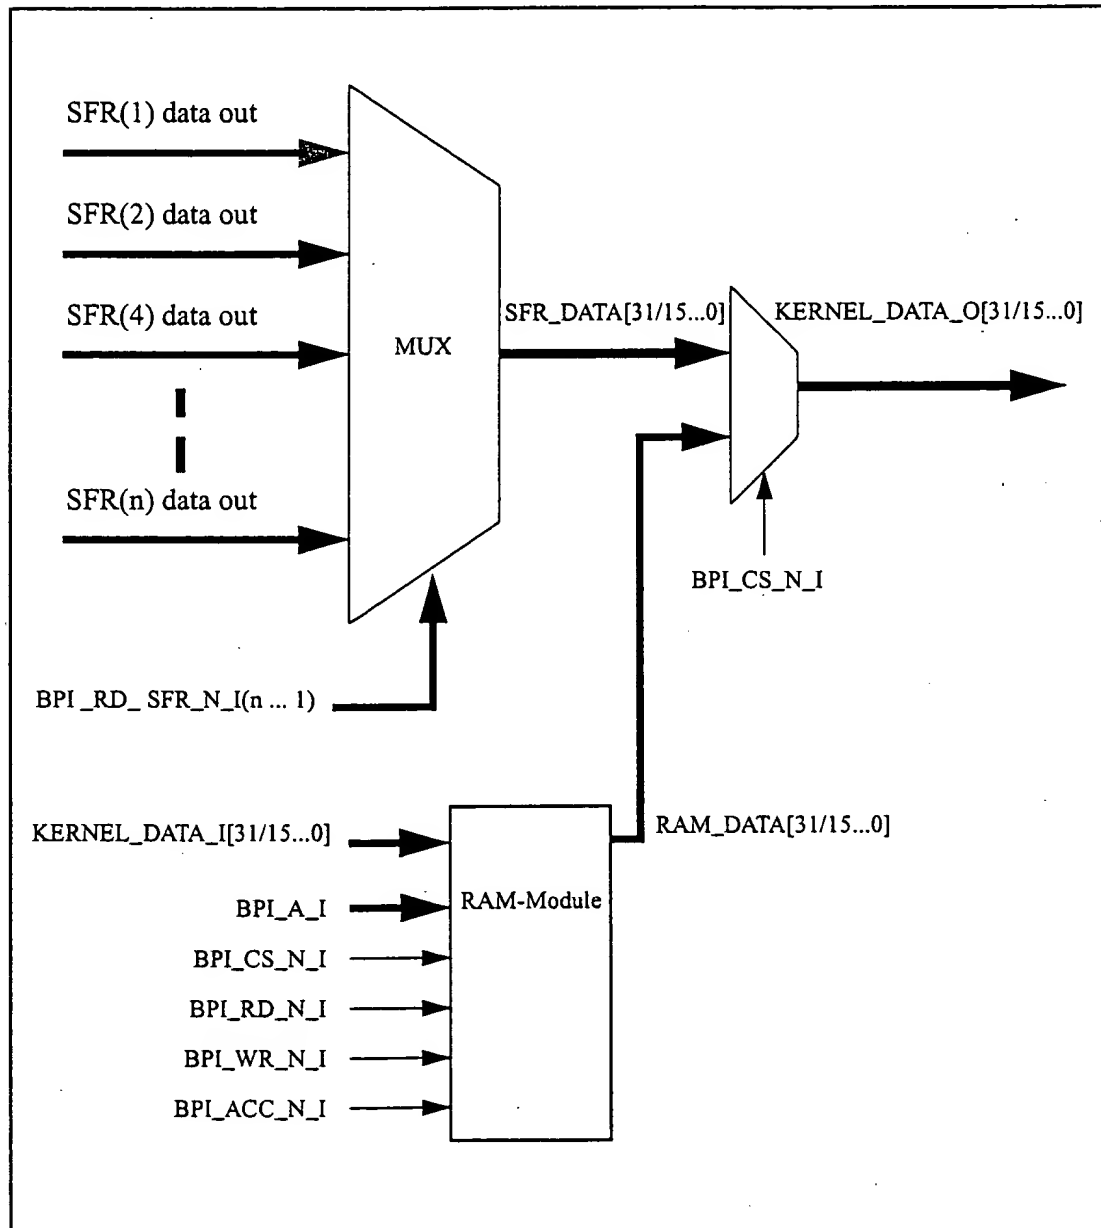 SFR(1) data out
SFR(2) data out
SFR(4) data out
SFR(n) data out
MUX
SFR_DATA[31/15...0]
KERNEL_DATA_O[31/15...0]
BPI_CS_N_I
BPI _RD_ SFR_N_I(n ... 1)
KERNEL_DATA_I[31/15...0]
BPI_A_I
BPI_CS_N_I
BPI_RD_N_I
BPI_WR_N_I
BPI_ACC_N_I
RAM-Module
RAM_DATA[31/15...0]